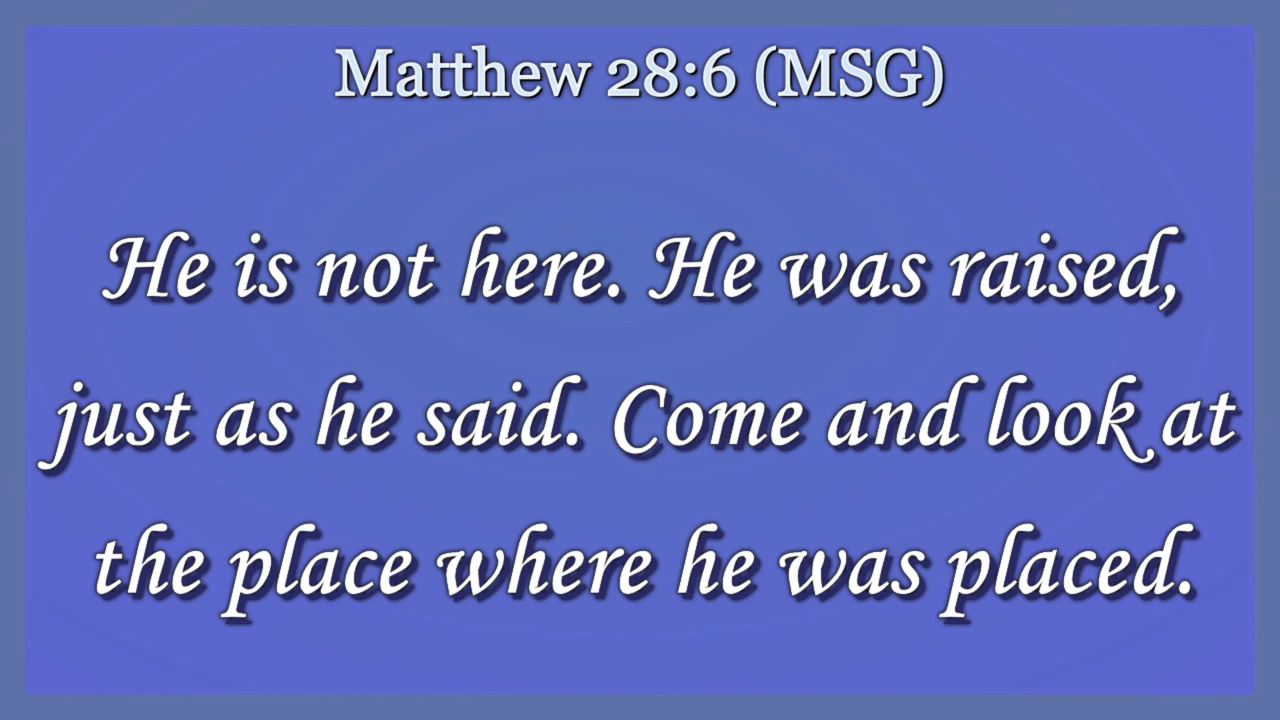 Matthew 28:6 (MSG)
He is not here. He was raised,
just as he said. Come and look at
the place where he was placed.